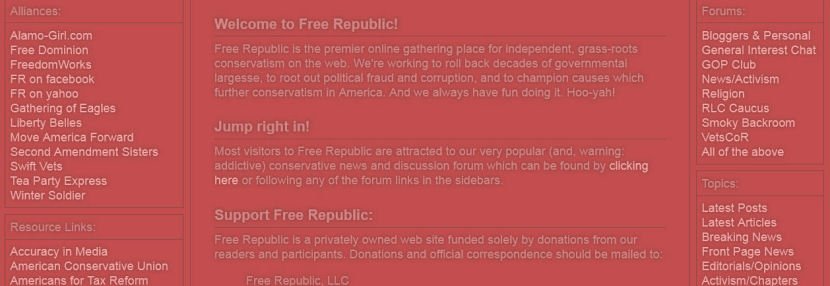 Alliances:
Alamo-Girl.com
Free Dominion
FreedomWorks
FR on facebook
FR on yahoo
Gathering of Eagles
Liberty Belles
Move America Forward
Second Amendment Sisters
Swift Vets
Tea Party Express
Winter Soldier
Resource Links:
Accuracy in Media
American Conservative Union
Americans for Tax Reform
Welcome to Free Republic!
Free Republic is the premier online gathering place for independent, grass-roots
conservatism on the web. We're working to roll back decades of governmental
largesse, to root out political fraud and corruption, and to champion causes which
further conservatism in America. And we always have fun doing it. Hoo-yah!
Jump right in!
Most visitors to Free Republic are attracted to our very popular (and, warning:
addictive) conservative news and discussion forum which can be found by clicking
here or following any of the forum links in the sidebars.
Support Free Republic:
Free Republic is a privately owned web site funded solely by donations from our
readers and participants. Donations and official correspondence should be mailed to:
Free Republic, LLC
Forums:
Bloggers & Personal
General Interest Chat
GOP Club
News/Activism
Religion
RLC Caucus
Smoky Backroom
VetsCoR
All of the above
Topics:
Latest Posts
Latest Articles
Breaking News
Front Page News
Editorials/Opinions
Activism/Chapters